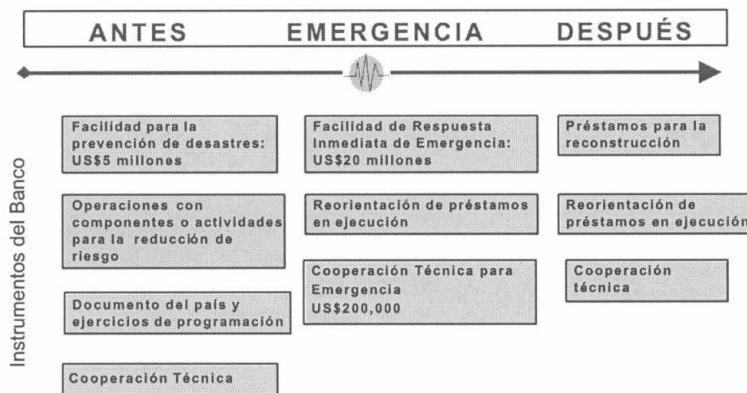 ANTES EMERGENCIA DESPUÉS
Instrumentos del Banco
Facilidad para la
prevención de desastres:
US$5 millones
Operaciones con
componentes o actividades
para la reducción de
riesgo
Documento del país y
ejercicios de programación
Cooperación Técnica
Facilidad de Respuesta
Inmediata de Emergencia:
US$20 millones
Reorientación de préstamos
en ejecución
Cooperación Técnica para
Emergencia
US$200,000
Préstamos para la
reconstrucción
Reorientación de
préstamos en ejecución
Cooperación
técnica